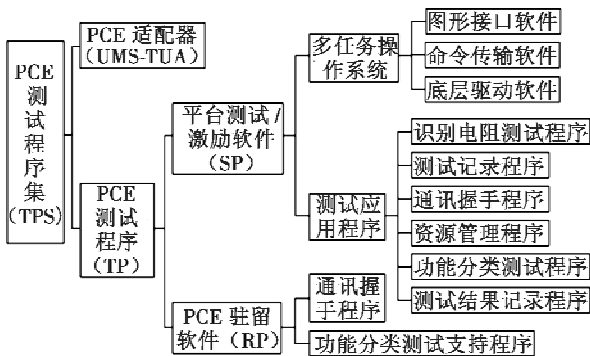 PCE
测
试
程
序
集
(TPS)
PCE 适配器
(UMS-TUA)
PCE
测试
程序
(TP)
平台测试/
激励软件
(SP)
PCE 驻留
软件(RP)
多任务操
作系统
测试应
用程序
通讯握
手程序
功能分类测试支持程序
图形接口软件
命令传输软件
底层驱动软件
识别电阻测试程序
测试记录程序
通讯握手程序
资源管理程序
功能分类测试程序
测试结果记录程序